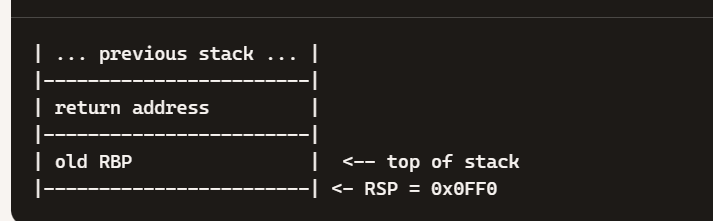 | ... previous stack ... |
|------------------------|
| return address         |
|------------------------|
| old RBP                |  <-- top of stack
|------------------------| <- RSP = 0x0FF0